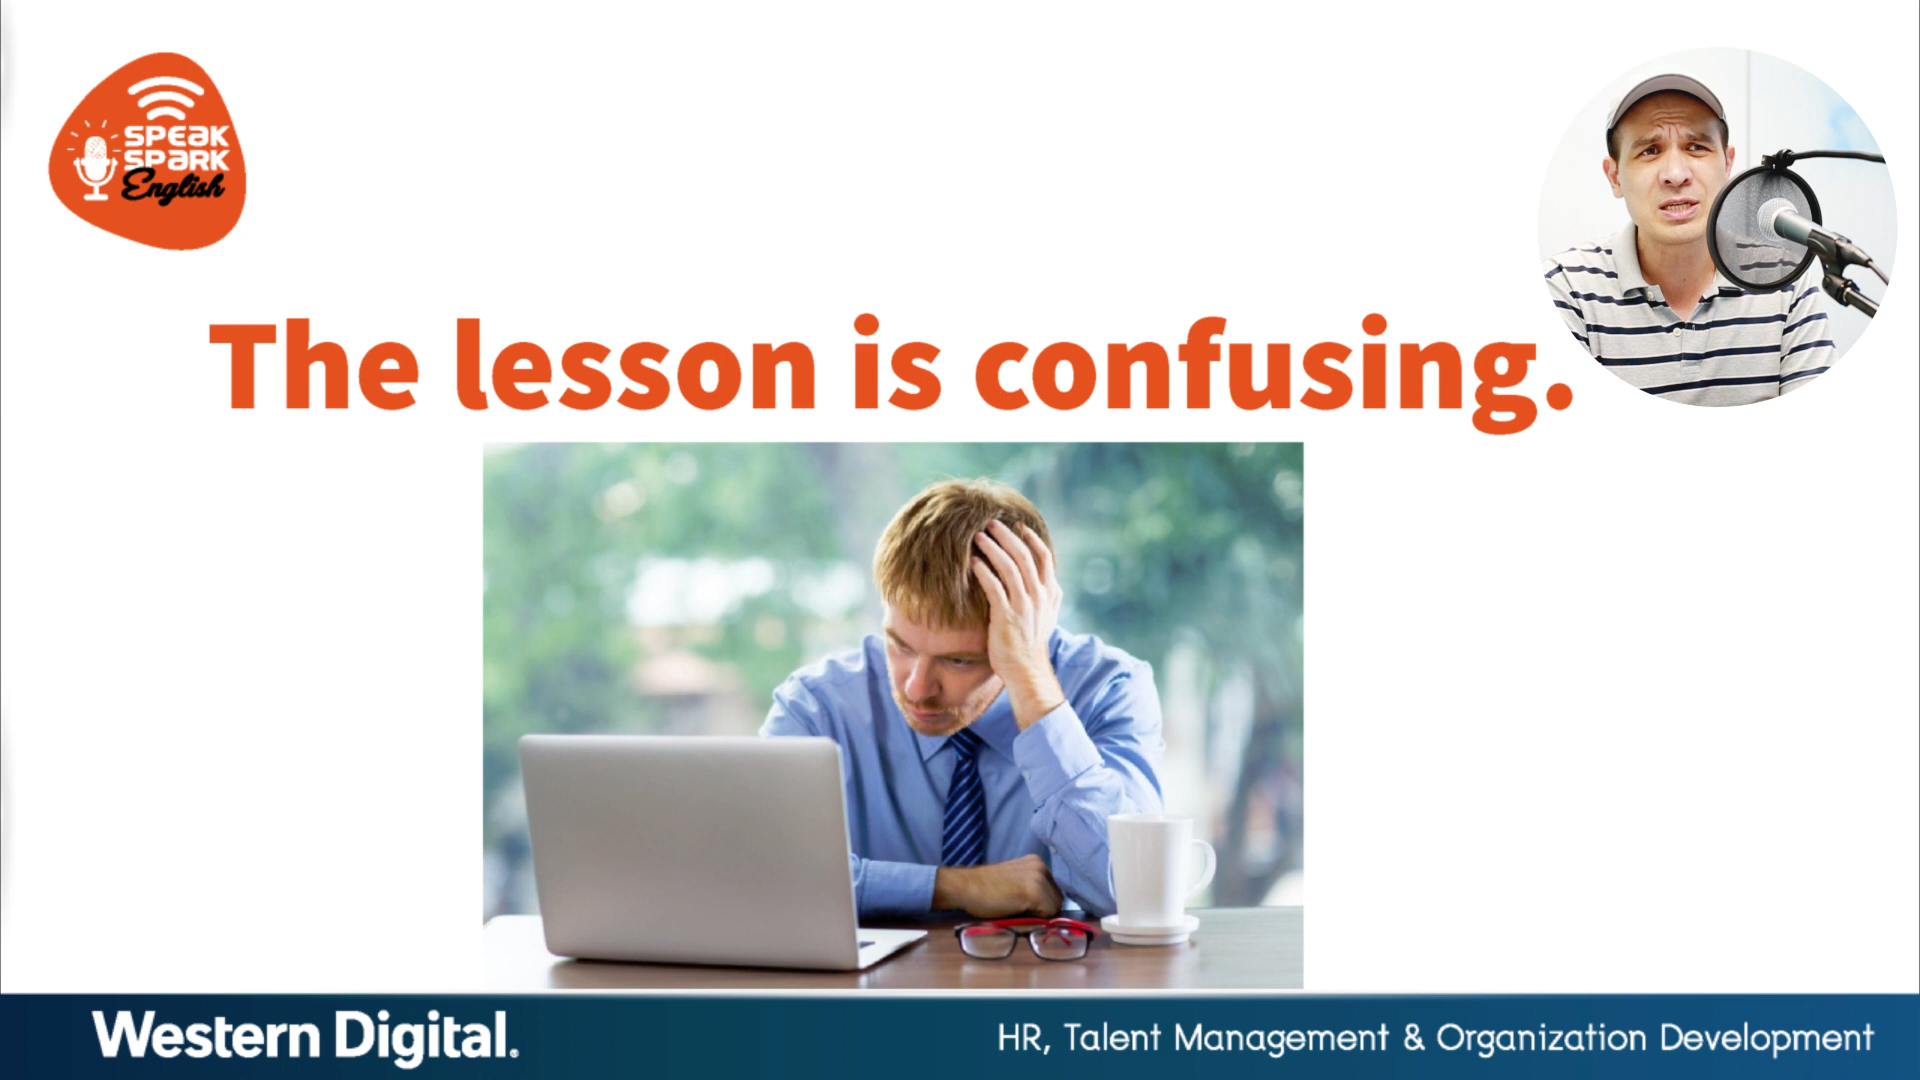 SPEAK
SPARK
English
The lesson is confusing.
Western Digital.
HR, Talent Management & Organization Development